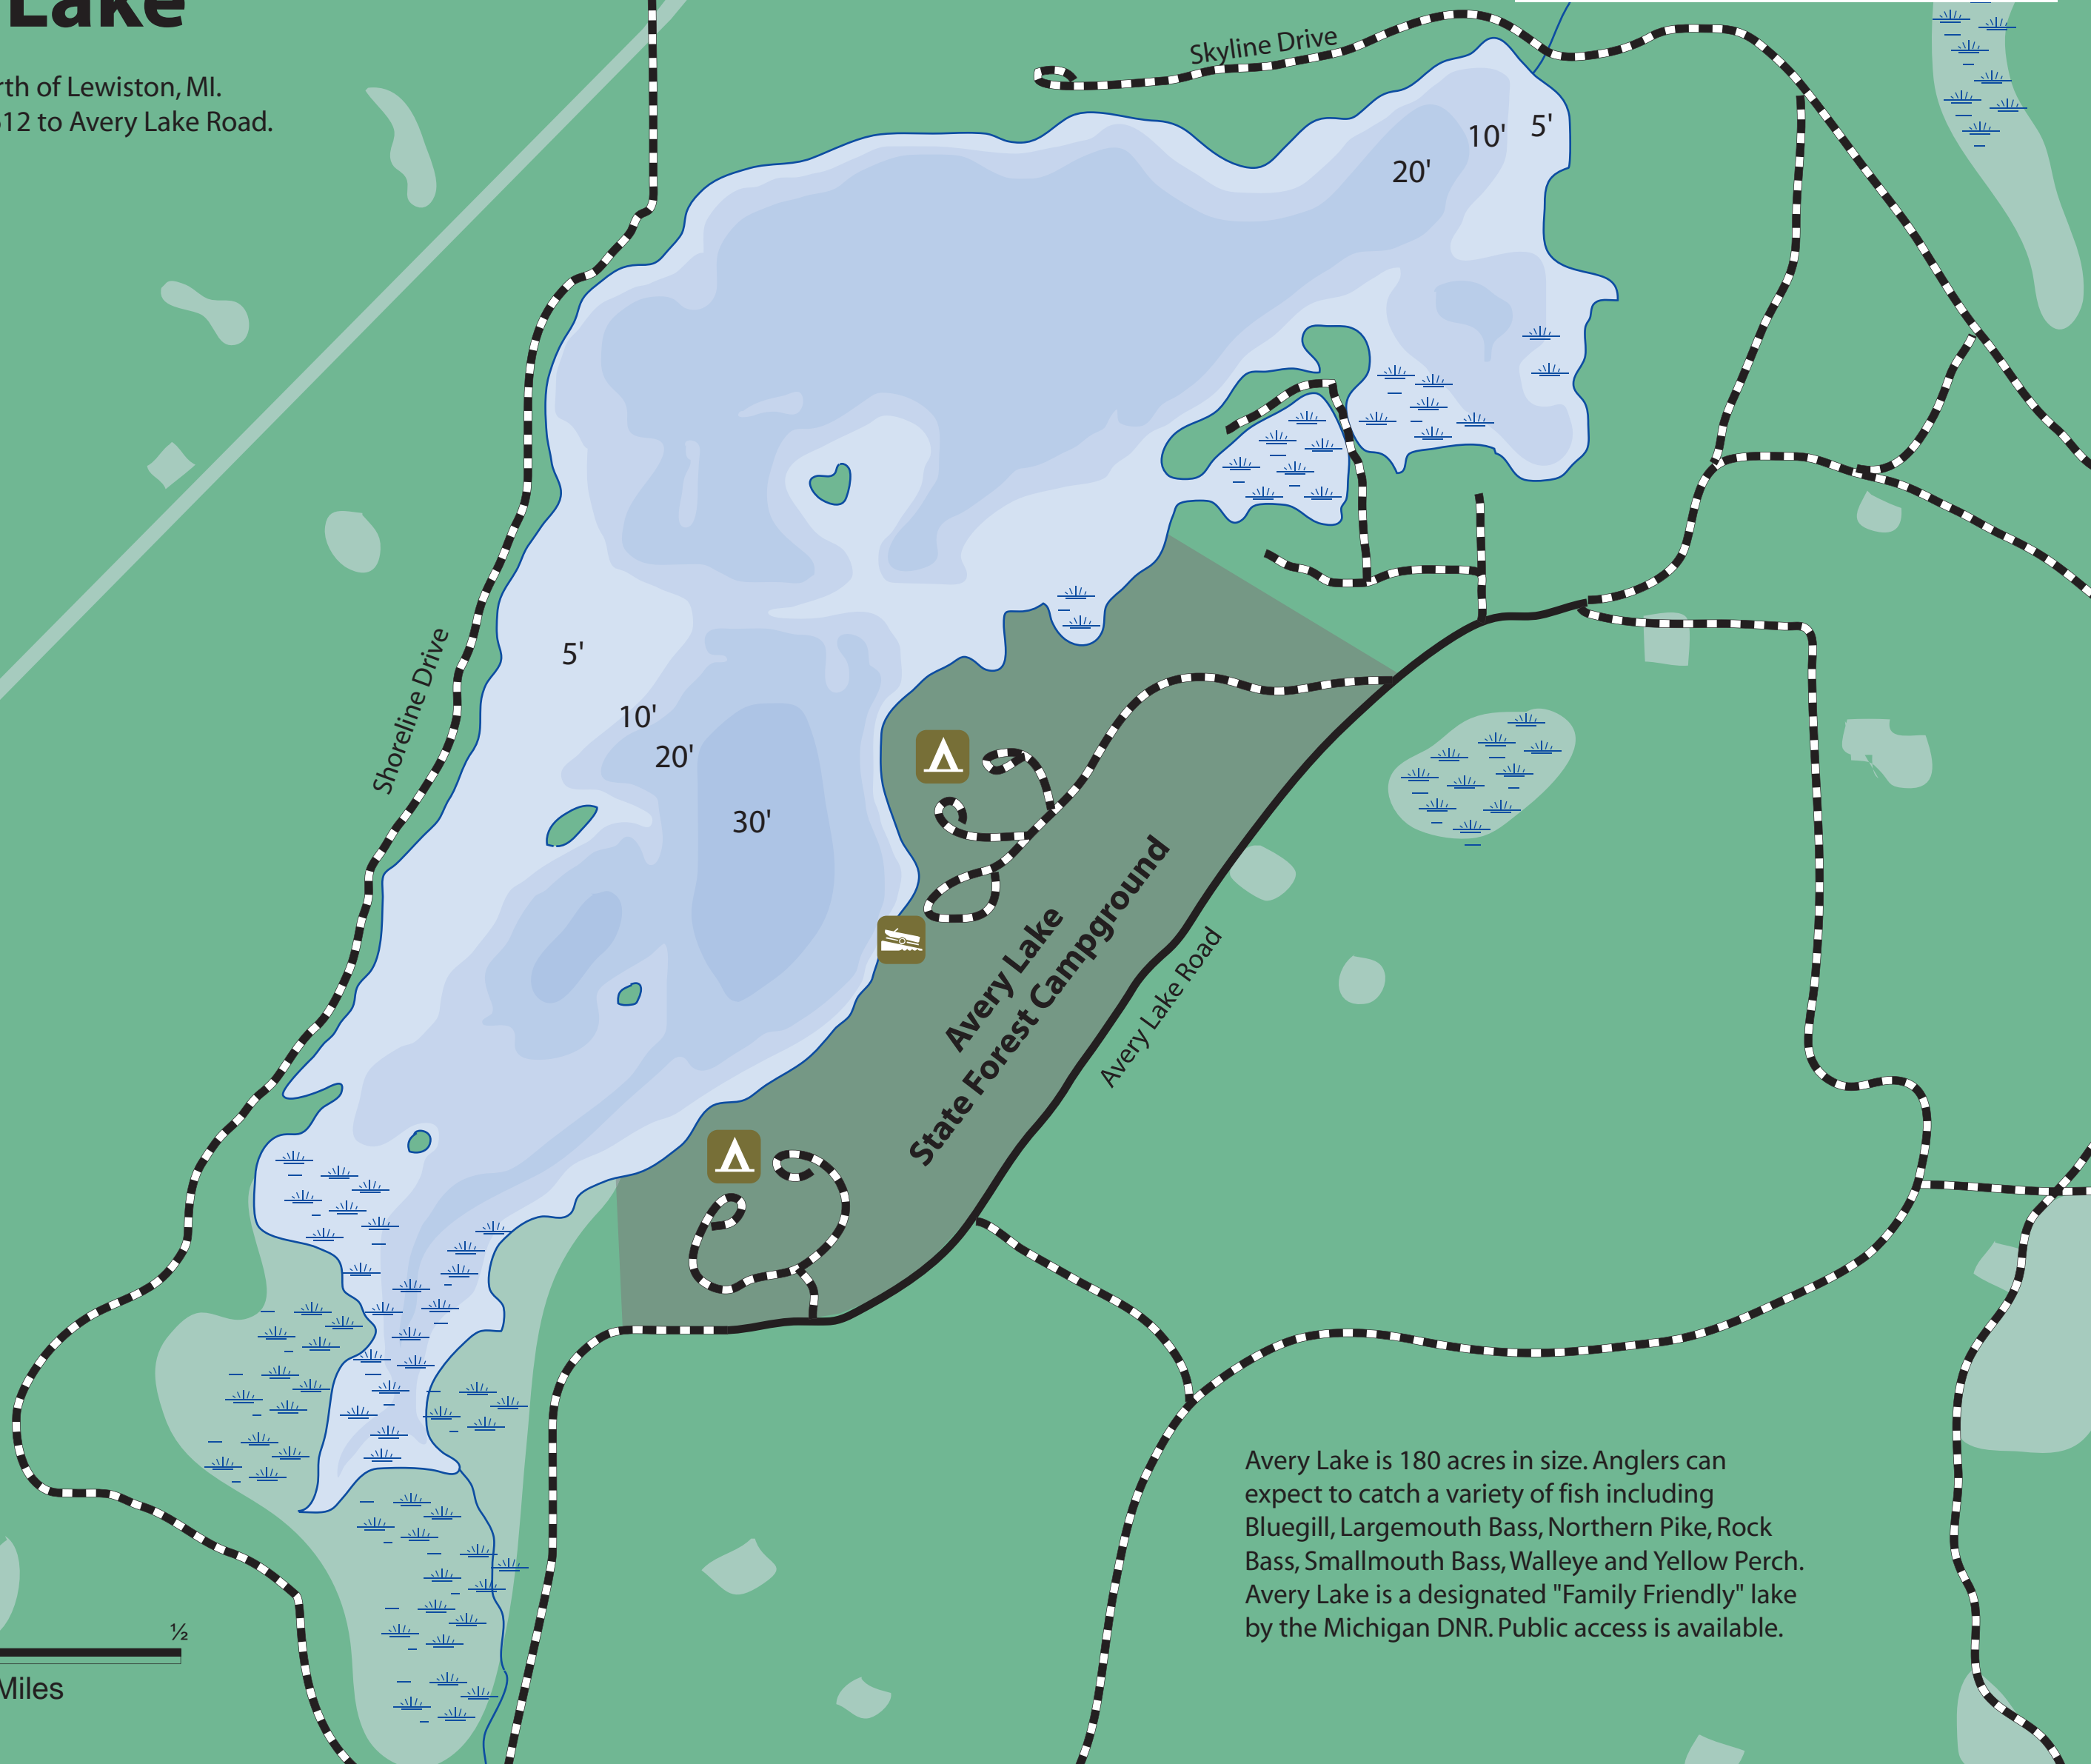 Lake
rth of Lewiston, MI.
612 to Avery Lake Road.
Skyline Drive
5'
10'
20'
Shoreline Drive
5'
10'
20'
30'
Avery Lake
State Forest Campground
Avery Lake Road
Avery Lake is 180 acres in size. Anglers can
expect to catch a variety of fish including
Bluegill, Largemouth Bass, Northern Pike, Rock
Bass, Smallmouth Bass, Walleye and Yellow Perch.
Avery Lake is a designated "Family Friendly" lake
by the Michigan DNR. Public access is available.
½
Miles